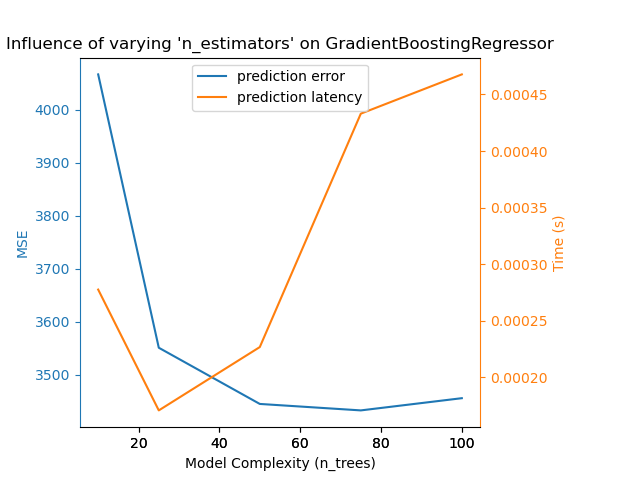 Influence of varying 'n_estimators' on GradientBoostingRegressor
prediction error
prediction latency
4000
3900
3800
3700
3600
3500
MSE
0.00045
0.00040
0.00035
0.00030
0.00025
0.00020
Time (s)
20 40 60 80 100
Model Complexity (n_trees)